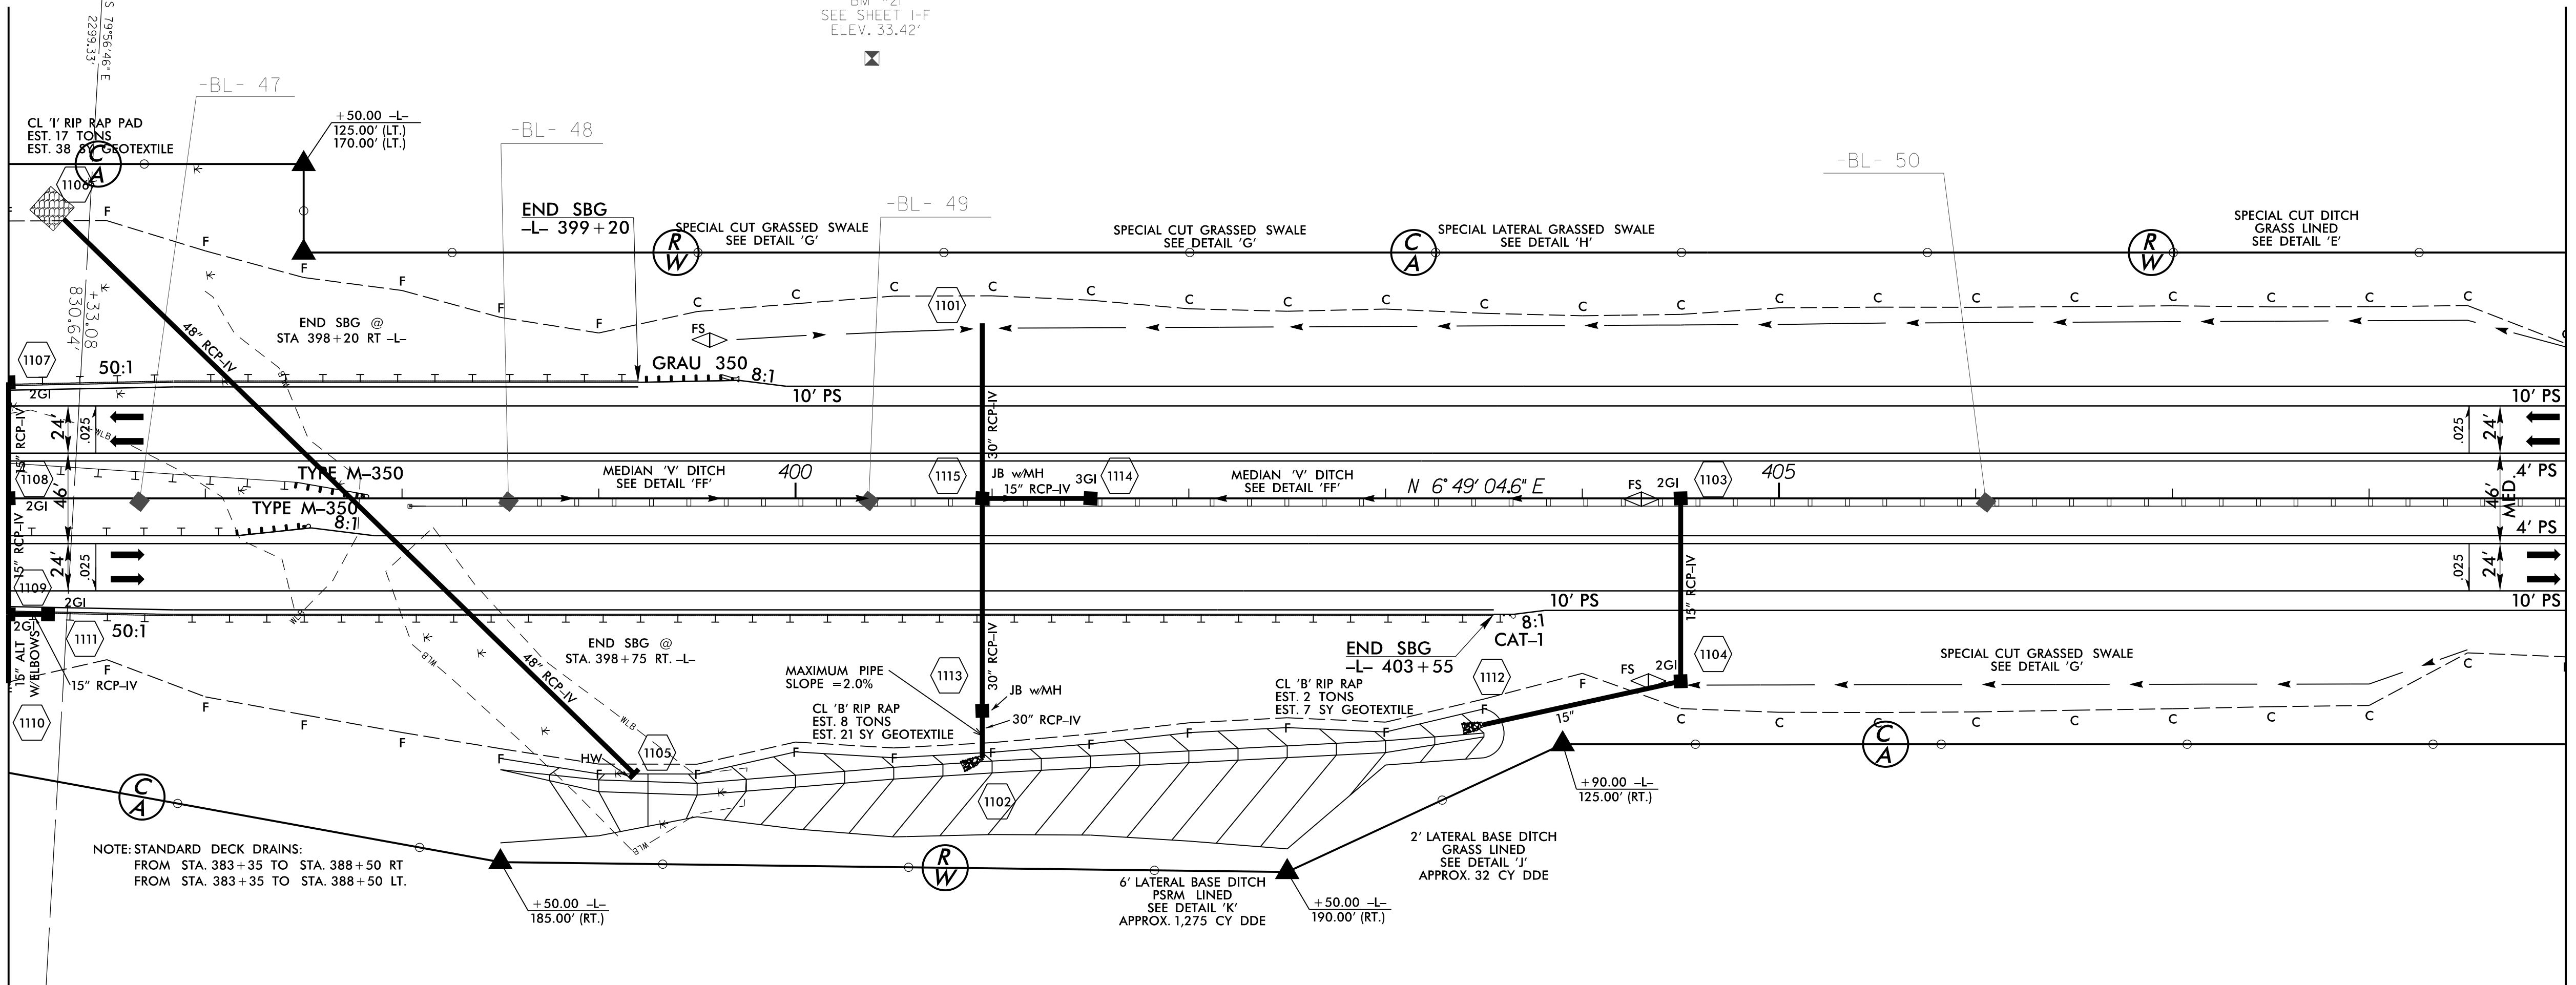 BM #21
SEE SHEET 1-F
ELEV. 33.42'
S 79°56'46" E
2299.33'
-BL- 47
-BL- 48
-BL- 49
-BL- 50
CL 'I' RIP RAP PAD
EST. 17 TONS
EST. 38 SY GEOTEXTILE
+50.00 –L–
125.00' (LT.)
170.00' (LT.)
C
A
1106
END SBG
–L– 399+20
R
W
SPECIAL CUT GRASSED SWALE
SEE DETAIL 'G'
SPECIAL CUT GRASSED SWALE
SEE DETAIL 'G'
C
A
SPECIAL LATERAL GRASSED SWALE
SEE DETAIL 'H'
R
W
SPECIAL CUT DITCH
GRASS LINED
SEE DETAIL 'E'
F F F F F F F
C C C C C C C C C C C C C C C C C C C
+33.08
830.64'
48" RCP–IV
END SBG @
STA 398+20 RT –L–
FS
1101
1107
50:1
GRAU 350
8:1
2GI
10' PS
10' PS
15" RCP–IV
24'
.025
WLB
WLB
30" RCP–IV
.025
24'
1108
46'
2GI
TYPE M–350
TYPE M–350
8:1
MEDIAN 'V' DITCH
SEE DETAIL 'FF'
400
1115
JB w/MH
15" RCP–IV
3GI
1114
MEDIAN 'V' DITCH
SEE DETAIL 'FF'
N 6°49'04.6" E
FS
2GI
1103
405
4' PS
46'
MED.
4' PS
15" RCP–IV
24'
.025
1109
2GI
15" RCP–IV
.025
24'
10' PS
10' PS
2GI
1111
50:1
WLB
8:1
CAT–1
END SBG
–L– 403+55
15" ALT
W/ELBOWS
15" RCP–IV
1110
END SBG @
STA. 398+75 RT. –L–
48" RCP–IV
WLB
WLB
30" RCP–IV
1113
MAXIMUM PIPE
SLOPE =2.0%
JB w/MH
30" RCP–IV
CL 'B' RIP RAP
EST. 8 TONS
EST. 21 SY GEOTEXTILE
CL 'B' RIP RAP
EST. 2 TONS
EST. 7 SY GEOTEXTILE
1112
FS
2GI
1104
15"
SPECIAL CUT GRASSED SWALE
SEE DETAIL 'G'
F F F F F F F F F F F F F F F
C C C C C C C C C
HW
1105
1102
WLB
C
A
C
A
+90.00 –L–
125.00' (RT.)
NOTE: STANDARD DECK DRAINS:
FROM STA. 383+35 TO STA. 388+50 RT
FROM STA. 383+35 TO STA. 388+50 LT.
+50.00 –L–
185.00' (RT.)
R
W
6' LATERAL BASE DITCH
PSRM LINED
SEE DETAIL 'K'
APPROX. 1,275 CY DDE
+50.00 –L–
190.00' (RT.)
2' LATERAL BASE DITCH
GRASS LINED
SEE DETAIL 'J'
APPROX. 32 CY DDE